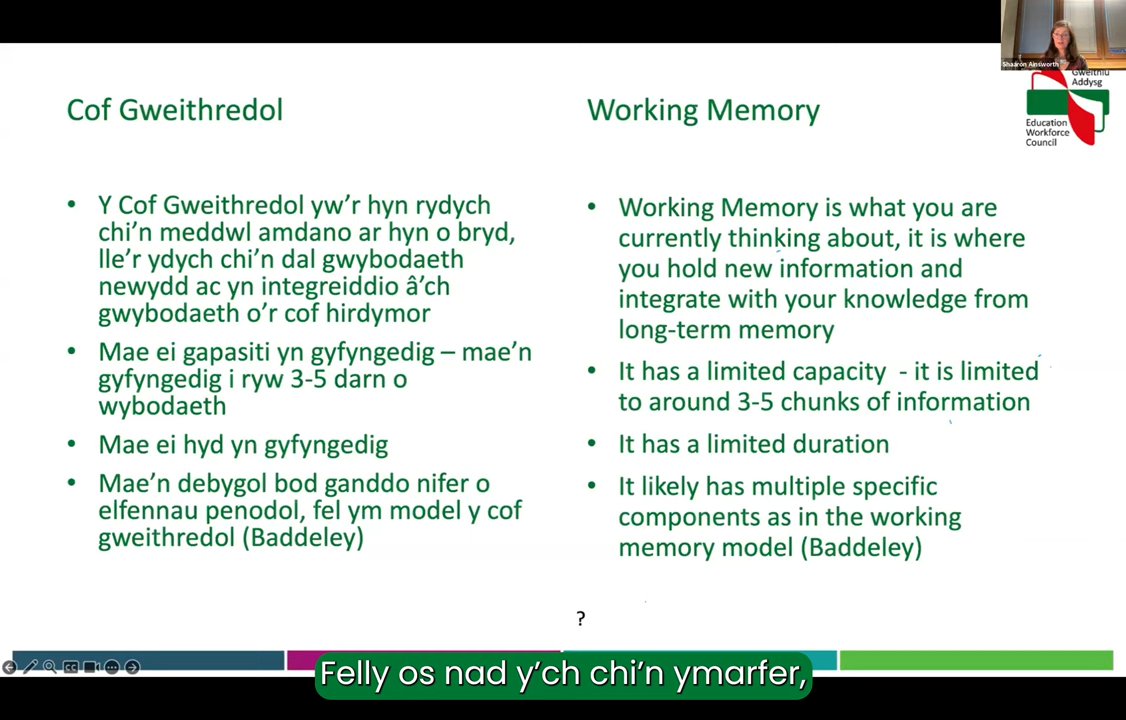 Shaaron Ainsworth
Gweithlu
Addysg
Education
Workforce
Council
Cof Gweithredol
• Y Cof Gweithredol yw’r hyn rydych
chi’n meddwl amdano ar hyn o bryd,
lle’r ydych chi’n dal gwybodaeth
newydd ac yn integreiddio â’ch
gwybodaeth o’r cof hirdymor
• Mae ei gapasiti yn gyfyngedig – mae’n
gyfyngedig i ryw 3-5 darn o
wybodaeth
• Mae ei hyd yn gyfyngedig
• Mae’n debygol bod ganddo nifer o
elfennau penodol, fel ym model y cof
gweithredol (Baddeley)
Working Memory
• Working Memory is what you are
currently thinking about, it is where
you hold new information and
integrate with your knowledge from
long-term memory
• It has a limited capacity - it is limited
to around 3-5 chunks of information
• It has a limited duration
• It likely has multiple specific
components as in the working
memory model (Baddeley)
?
CC
Felly os nad y’ch chi’n ymarfer,